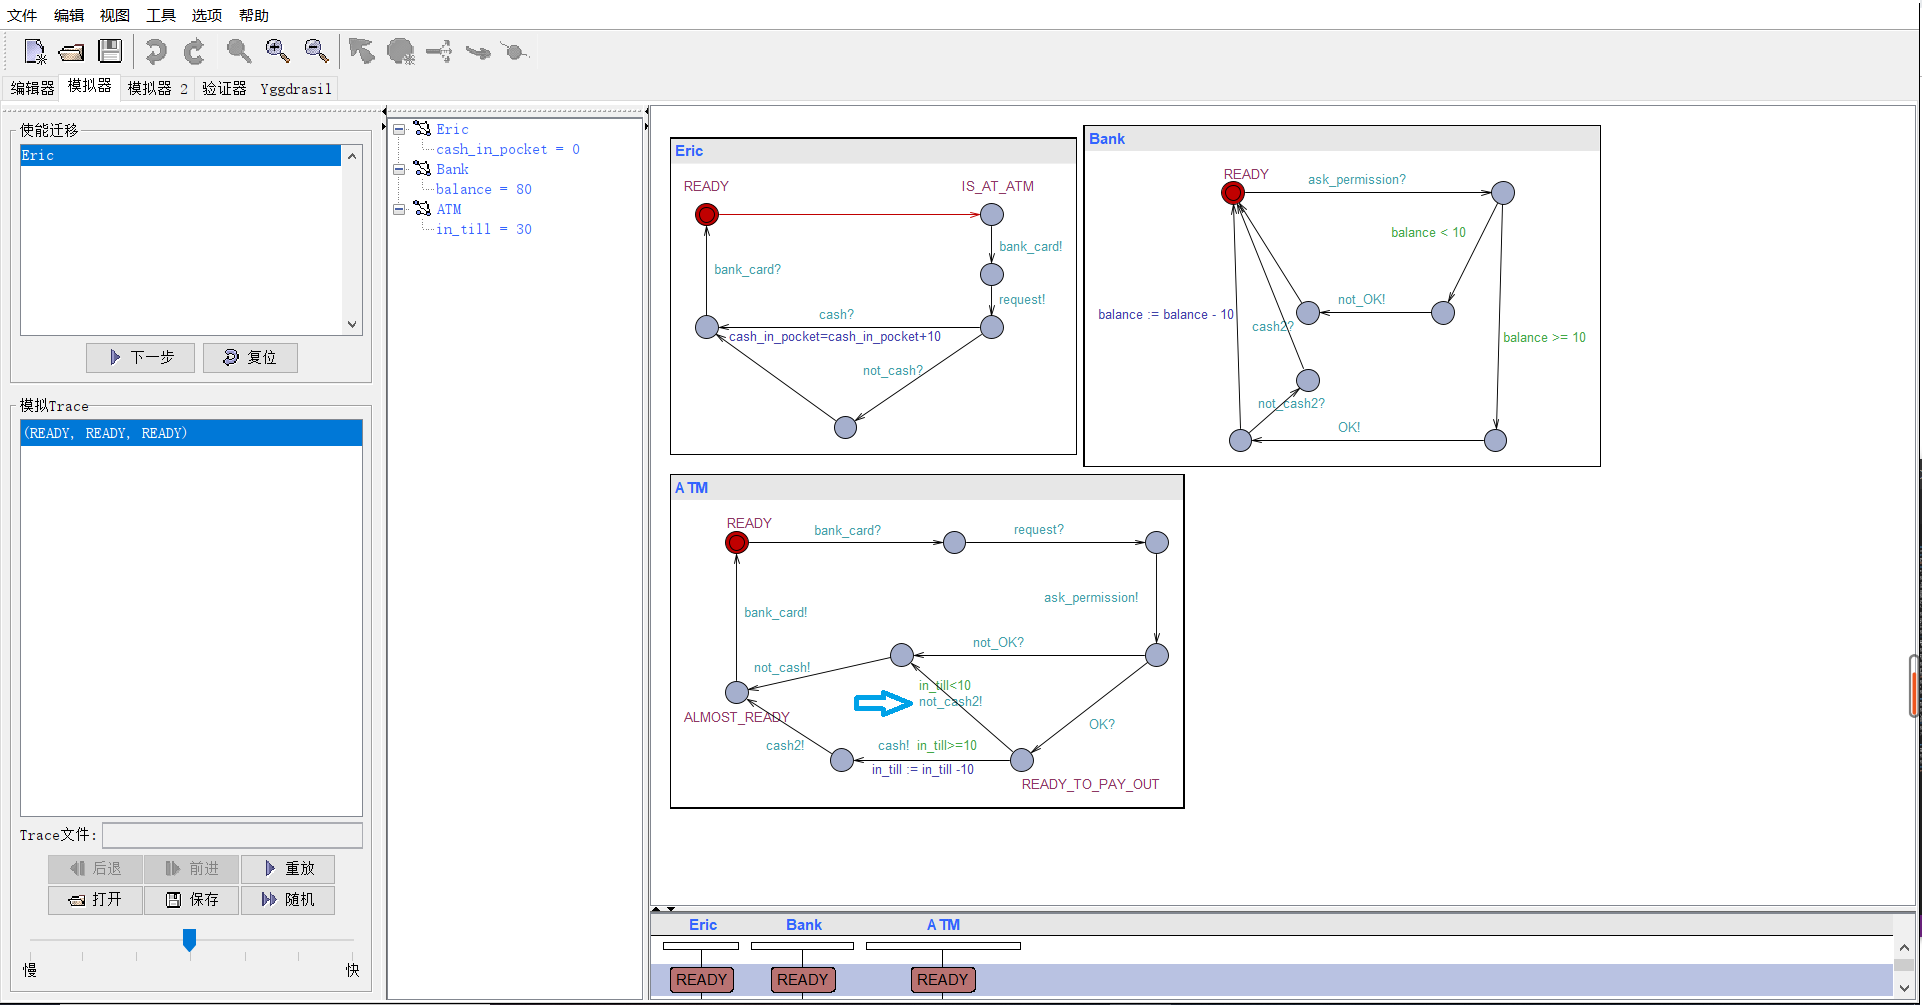 文件 编辑 视图 工具 选项 帮助
编辑器 模拟器 模拟器 2 验证器 Yggdrasil
使能迁移
Eric
下一步 复位
模拟Trace
(READY, READY, READY)
Trace文件:
后退 前进 重放
打开 保存 随机
慢 快
Eric
cash_in_pocket = 0
Bank
balance = 80
ATM
in_till = 30
Eric
READY IS_AT_ATM
bank_card!
bank_card?
request!
cash?
cash_in_pocket=cash_in_pocket+10
not_cash?
Bank
READY
ask_permission?
balance < 10
not_OK!
balance := balance - 10
cash2?
balance >= 10
not_cash2?
OK!
ATM
READY
bank_card? request?
ask_permission!
bank_card!
not_OK?
not_cash!
in_till<10
not_cash2!
ALMOST_READY
OK?
cash2!
cash! in_till>=10
in_till := in_till -10
READY_TO_PAY_OUT
Eric Bank ATM
READY READY READY